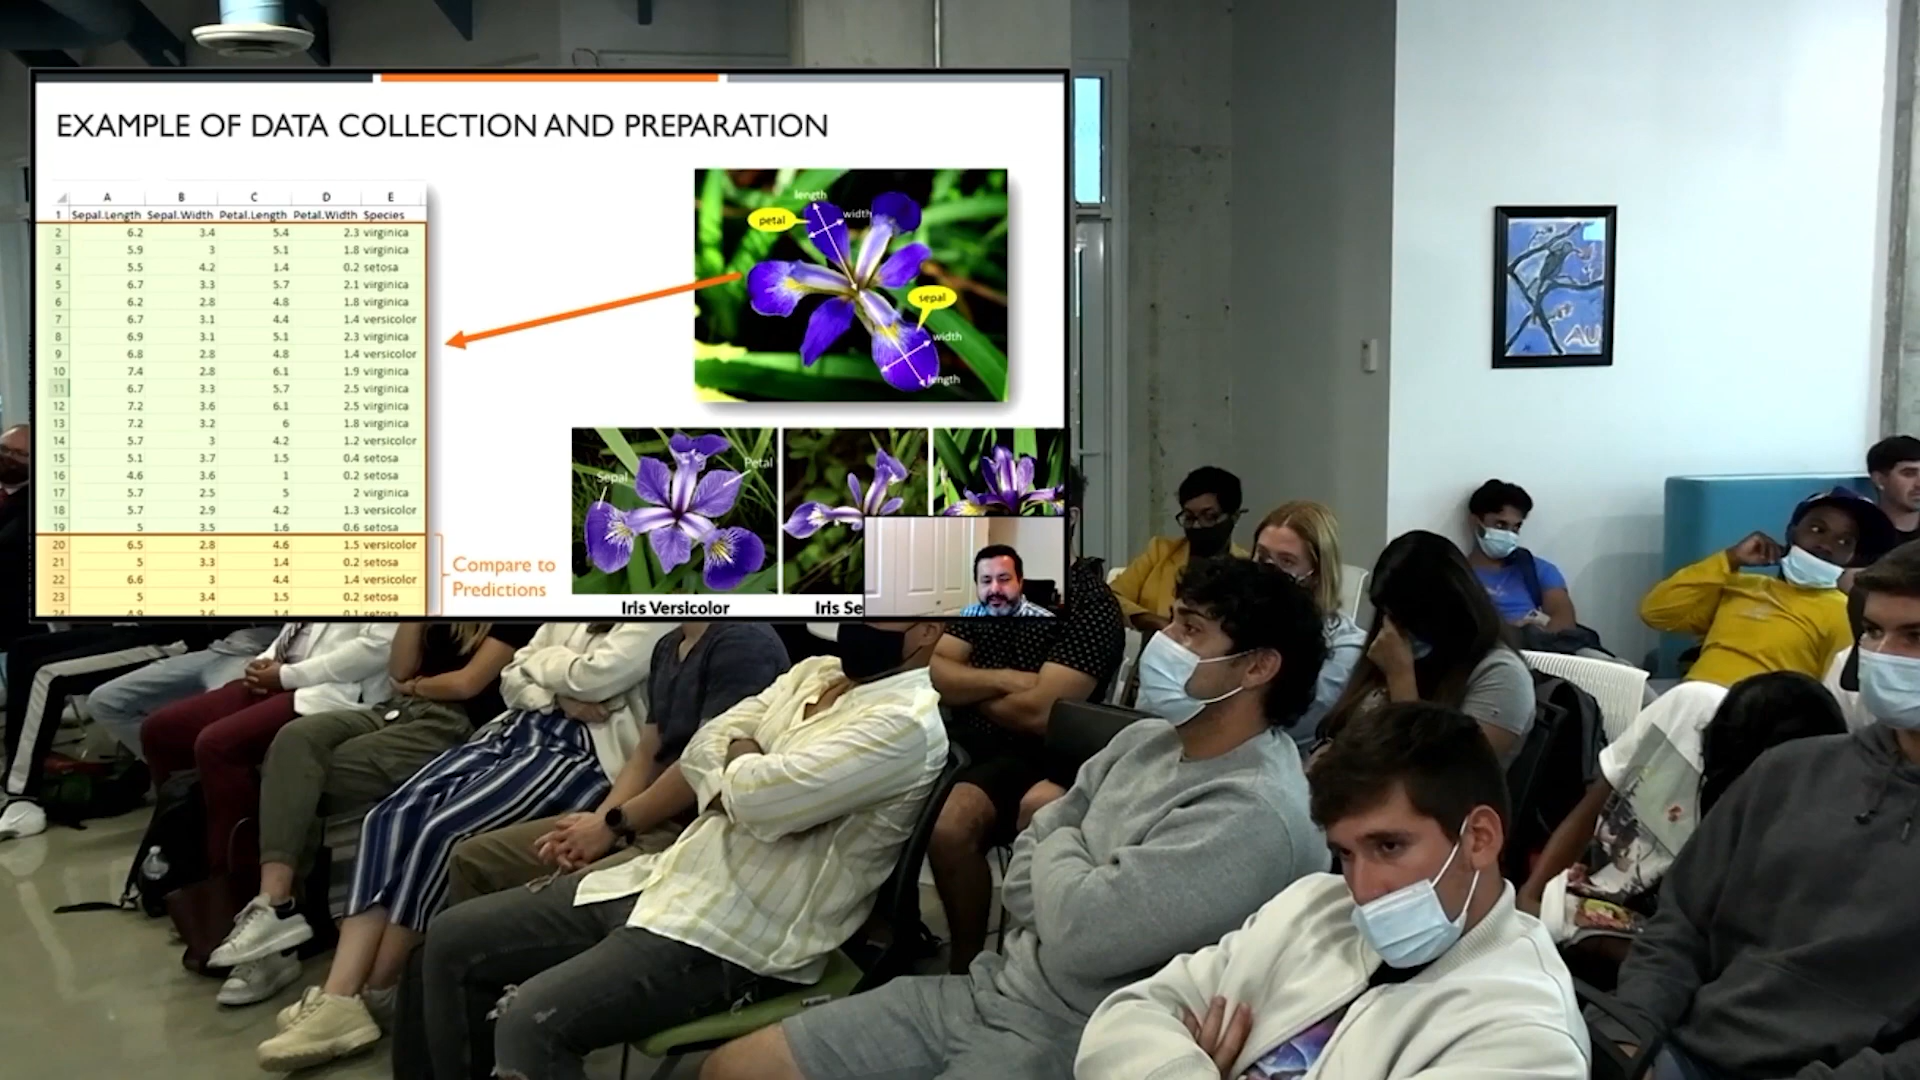 EXAMPLE OF DATA COLLECTION AND PREPARATION
A B C D E
1 Sepal.Length Sepal.Width Petal.Length Petal.Width Species
2 6.2 3.4 5.4 2.3 virginica
3 5.9 3 5.1 1.8 virginica
4 5.5 4.2 1.4 0.2 setosa
5 6.7 3.3 5.7 2.1 virginica
6 6.2 2.8 4.8 1.8 virginica
7 6.7 3.1 4.4 1.4 versicolor
8 6.9 3.1 5.1 2.3 virginica
9 6.8 2.8 4.8 1.4 versicolor
10 7.4 2.8 6.1 1.9 virginica
11 6.7 3.3 5.7 2.5 virginica
12 7.2 3.6 6.1 2.5 virginica
13 7.2 3.2 6 1.8 virginica
14 5.7 3 4.2 1.2 versicolor
15 5.1 3.7 1.5 0.4 setosa
16 4.6 3.6 1 0.2 setosa
17 5.7 2.5 5 2 virginica
18 5.7 2.9 4.2 1.3 versicolor
19 5 3.5 1.6 0.6 setosa
20 6.5 2.8 4.6 1.5 versicolor
21 5 3.3 1.4 0.2 setosa
22 6.6 3 4.4 1.4 versicolor
23 5 3.4 1.5 0.2 setosa
24 4.9 3.6 1.4 0.1 setosa
Compare to
Predictions
length
petal
width
sepal
width
length
Sepal
Petal
Iris Versicolor
Iris Se
AU